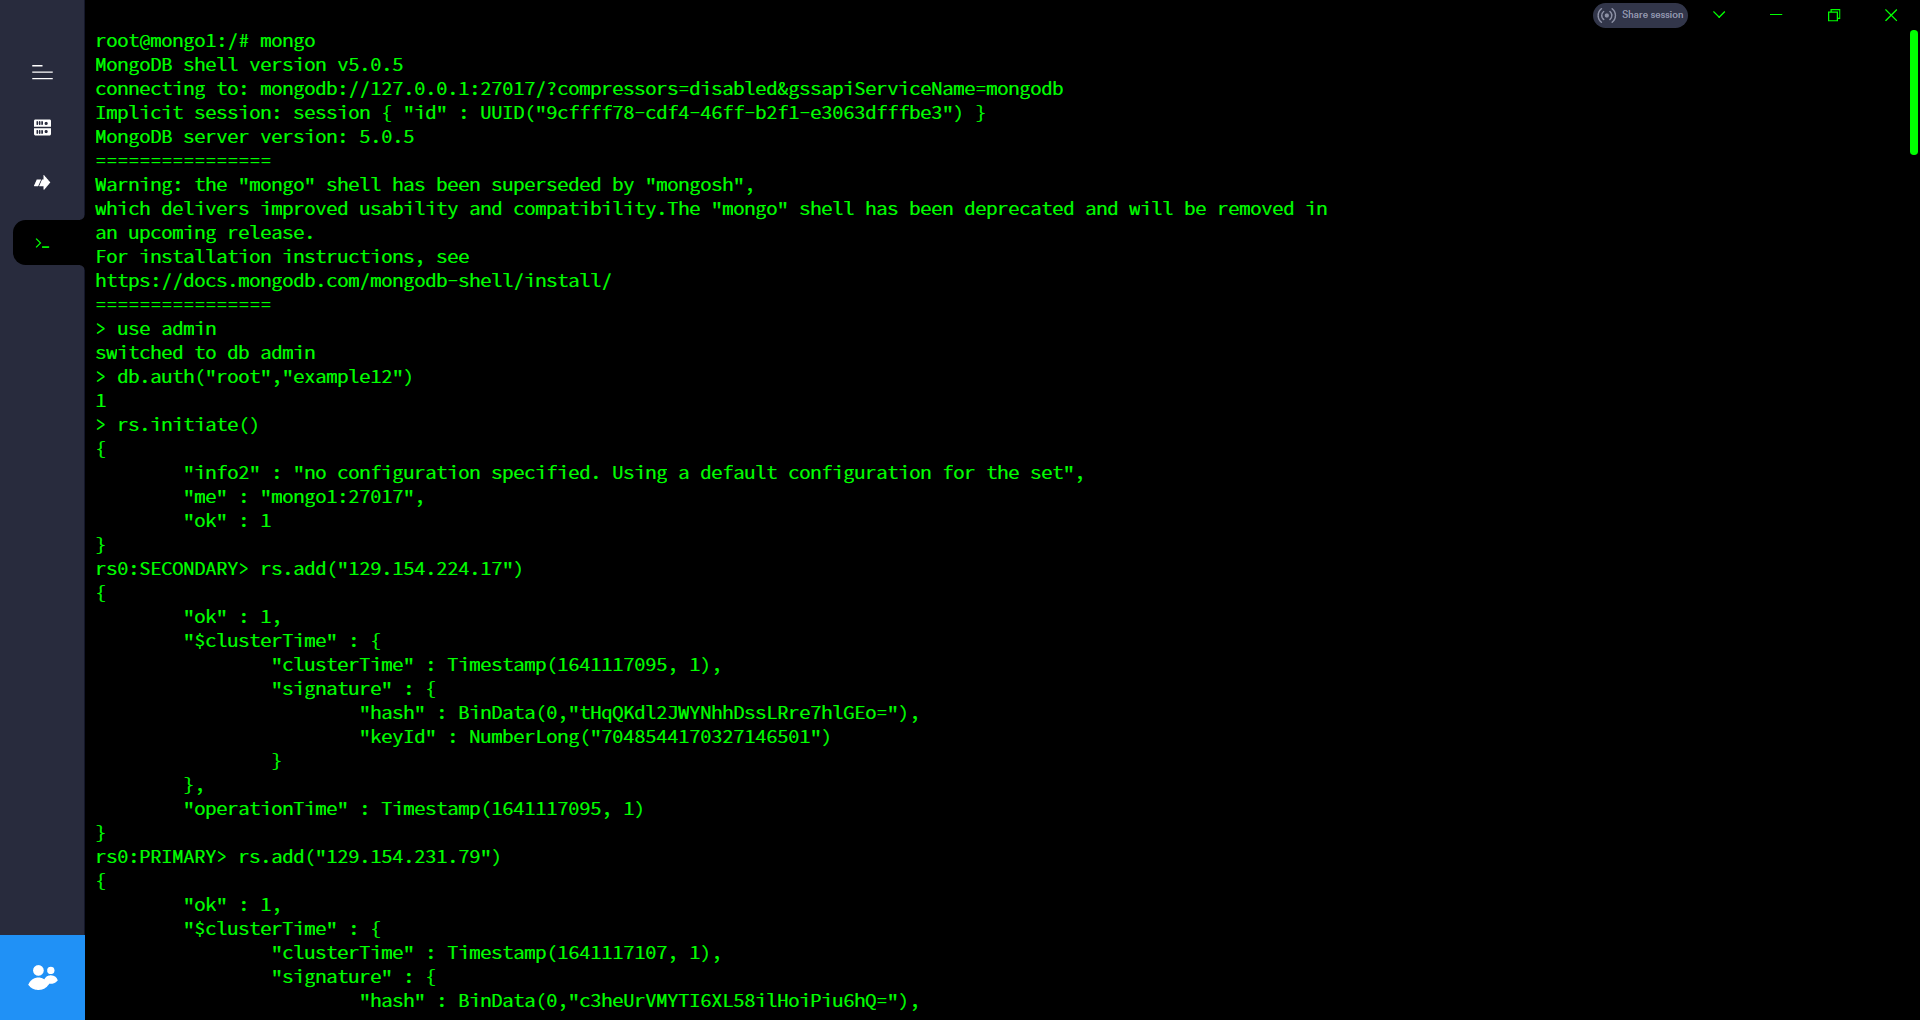 Share session
root@mongo1:/# mongo
MongoDB shell version v5.0.5
connecting to: mongodb://127.0.0.1:27017/?compressors=disabled&gssapiServiceName=mongodb
Implicit session: session { "id" : UUID("9cffff78-cdf4-46ff-b2f1-e3063dfffbe3") }
MongoDB server version: 5.0.5
================
Warning: the "mongo" shell has been superseded by "mongosh",
which delivers improved usability and compatibility.The "mongo" shell has been deprecated and will be removed in
an upcoming release.
For installation instructions, see
https://docs.mongodb.com/mongodb-shell/install/
================
> use admin
switched to db admin
> db.auth("root","example12")
1
> rs.initiate()
{
        "info2" : "no configuration specified. Using a default configuration for the set",
        "me" : "mongo1:27017",
        "ok" : 1
}
rs0:SECONDARY> rs.add("129.154.224.17")
{
        "ok" : 1,
        "$clusterTime" : {
                "clusterTime" : Timestamp(1641117095, 1),
                "signature" : {
                        "hash" : BinData(0,"tHqQKdl2JWYNhhDssLRre7hlGEo="),
                        "keyId" : NumberLong("7048544170327146501")
                }
        },
        "operationTime" : Timestamp(1641117095, 1)
}
rs0:PRIMARY> rs.add("129.154.231.79")
{
        "ok" : 1,
        "$clusterTime" : {
                "clusterTime" : Timestamp(1641117107, 1),
                "signature" : {
                        "hash" : BinData(0,"c3heUrVMYTI6XL58ilHoiPiu6hQ="),